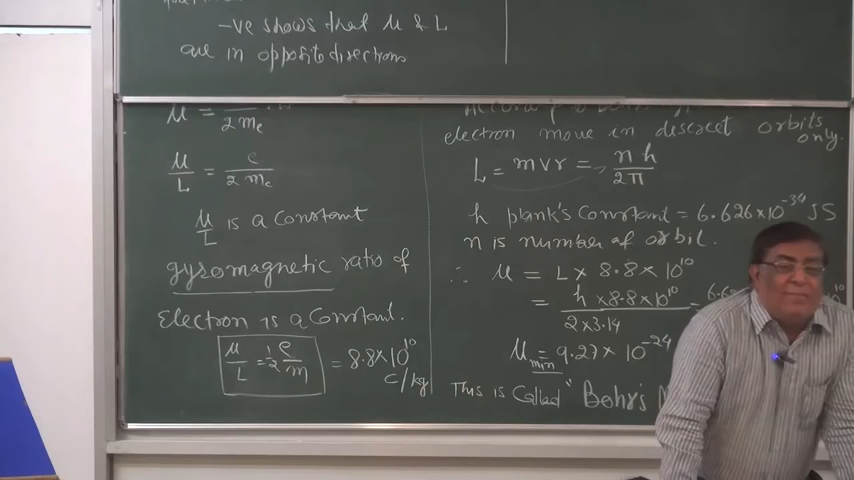 -ve shows that μ & L
are in opposite directions
μ =
2me
μ/L = e/2me
μ/L is a Constant
gyromagnetic ratio of
Electron is a Constant.
μ/L = 1/2 e/m = 8.8×10^10 C/kg
electron move in discreet orbits
only.
L = mvr = nh/2π
h plank's Constant = 6.626×10^-34 JS
n is number of orbit.
∴ μ = L × 8.8 × 10^10
= h × 8.8×10^10 / 2×3.14 =
μ min = 9.27 × 10^-24
This is Called "Bohr's